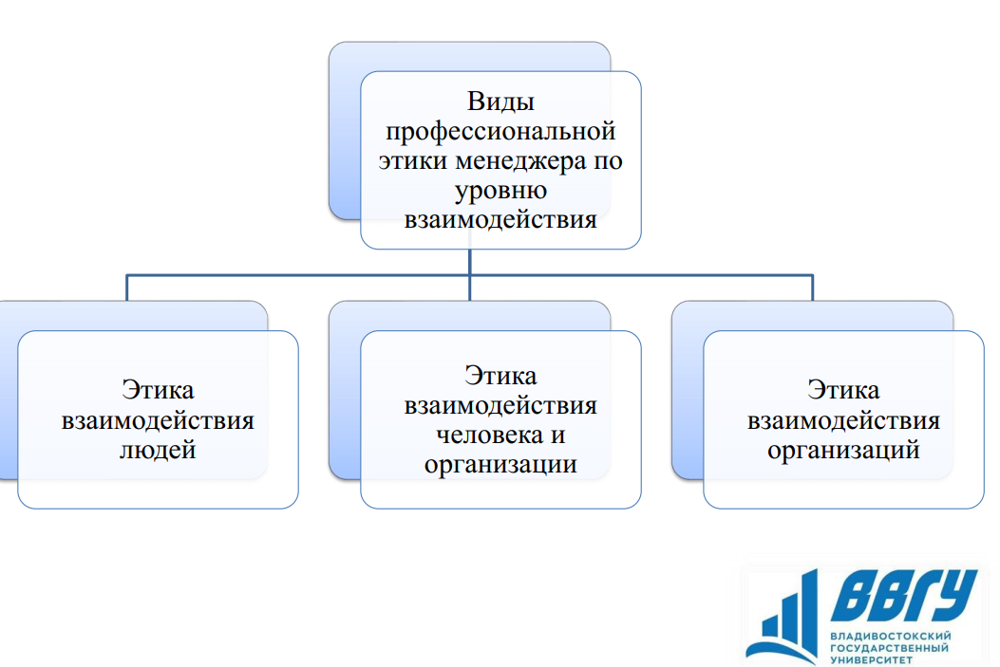 Виды
профессиональной
этики менеджера по
уровню
взаимодействия
Этика
взаимодействия
людей
Этика
взаимодействия
человека и
организации
Этика
взаимодействия
организаций
ВВГУ
ВЛАДИВОСТОКСКИЙ
ГОСУДАРСТВЕННЫЙ
УНИВЕРСИТЕТ